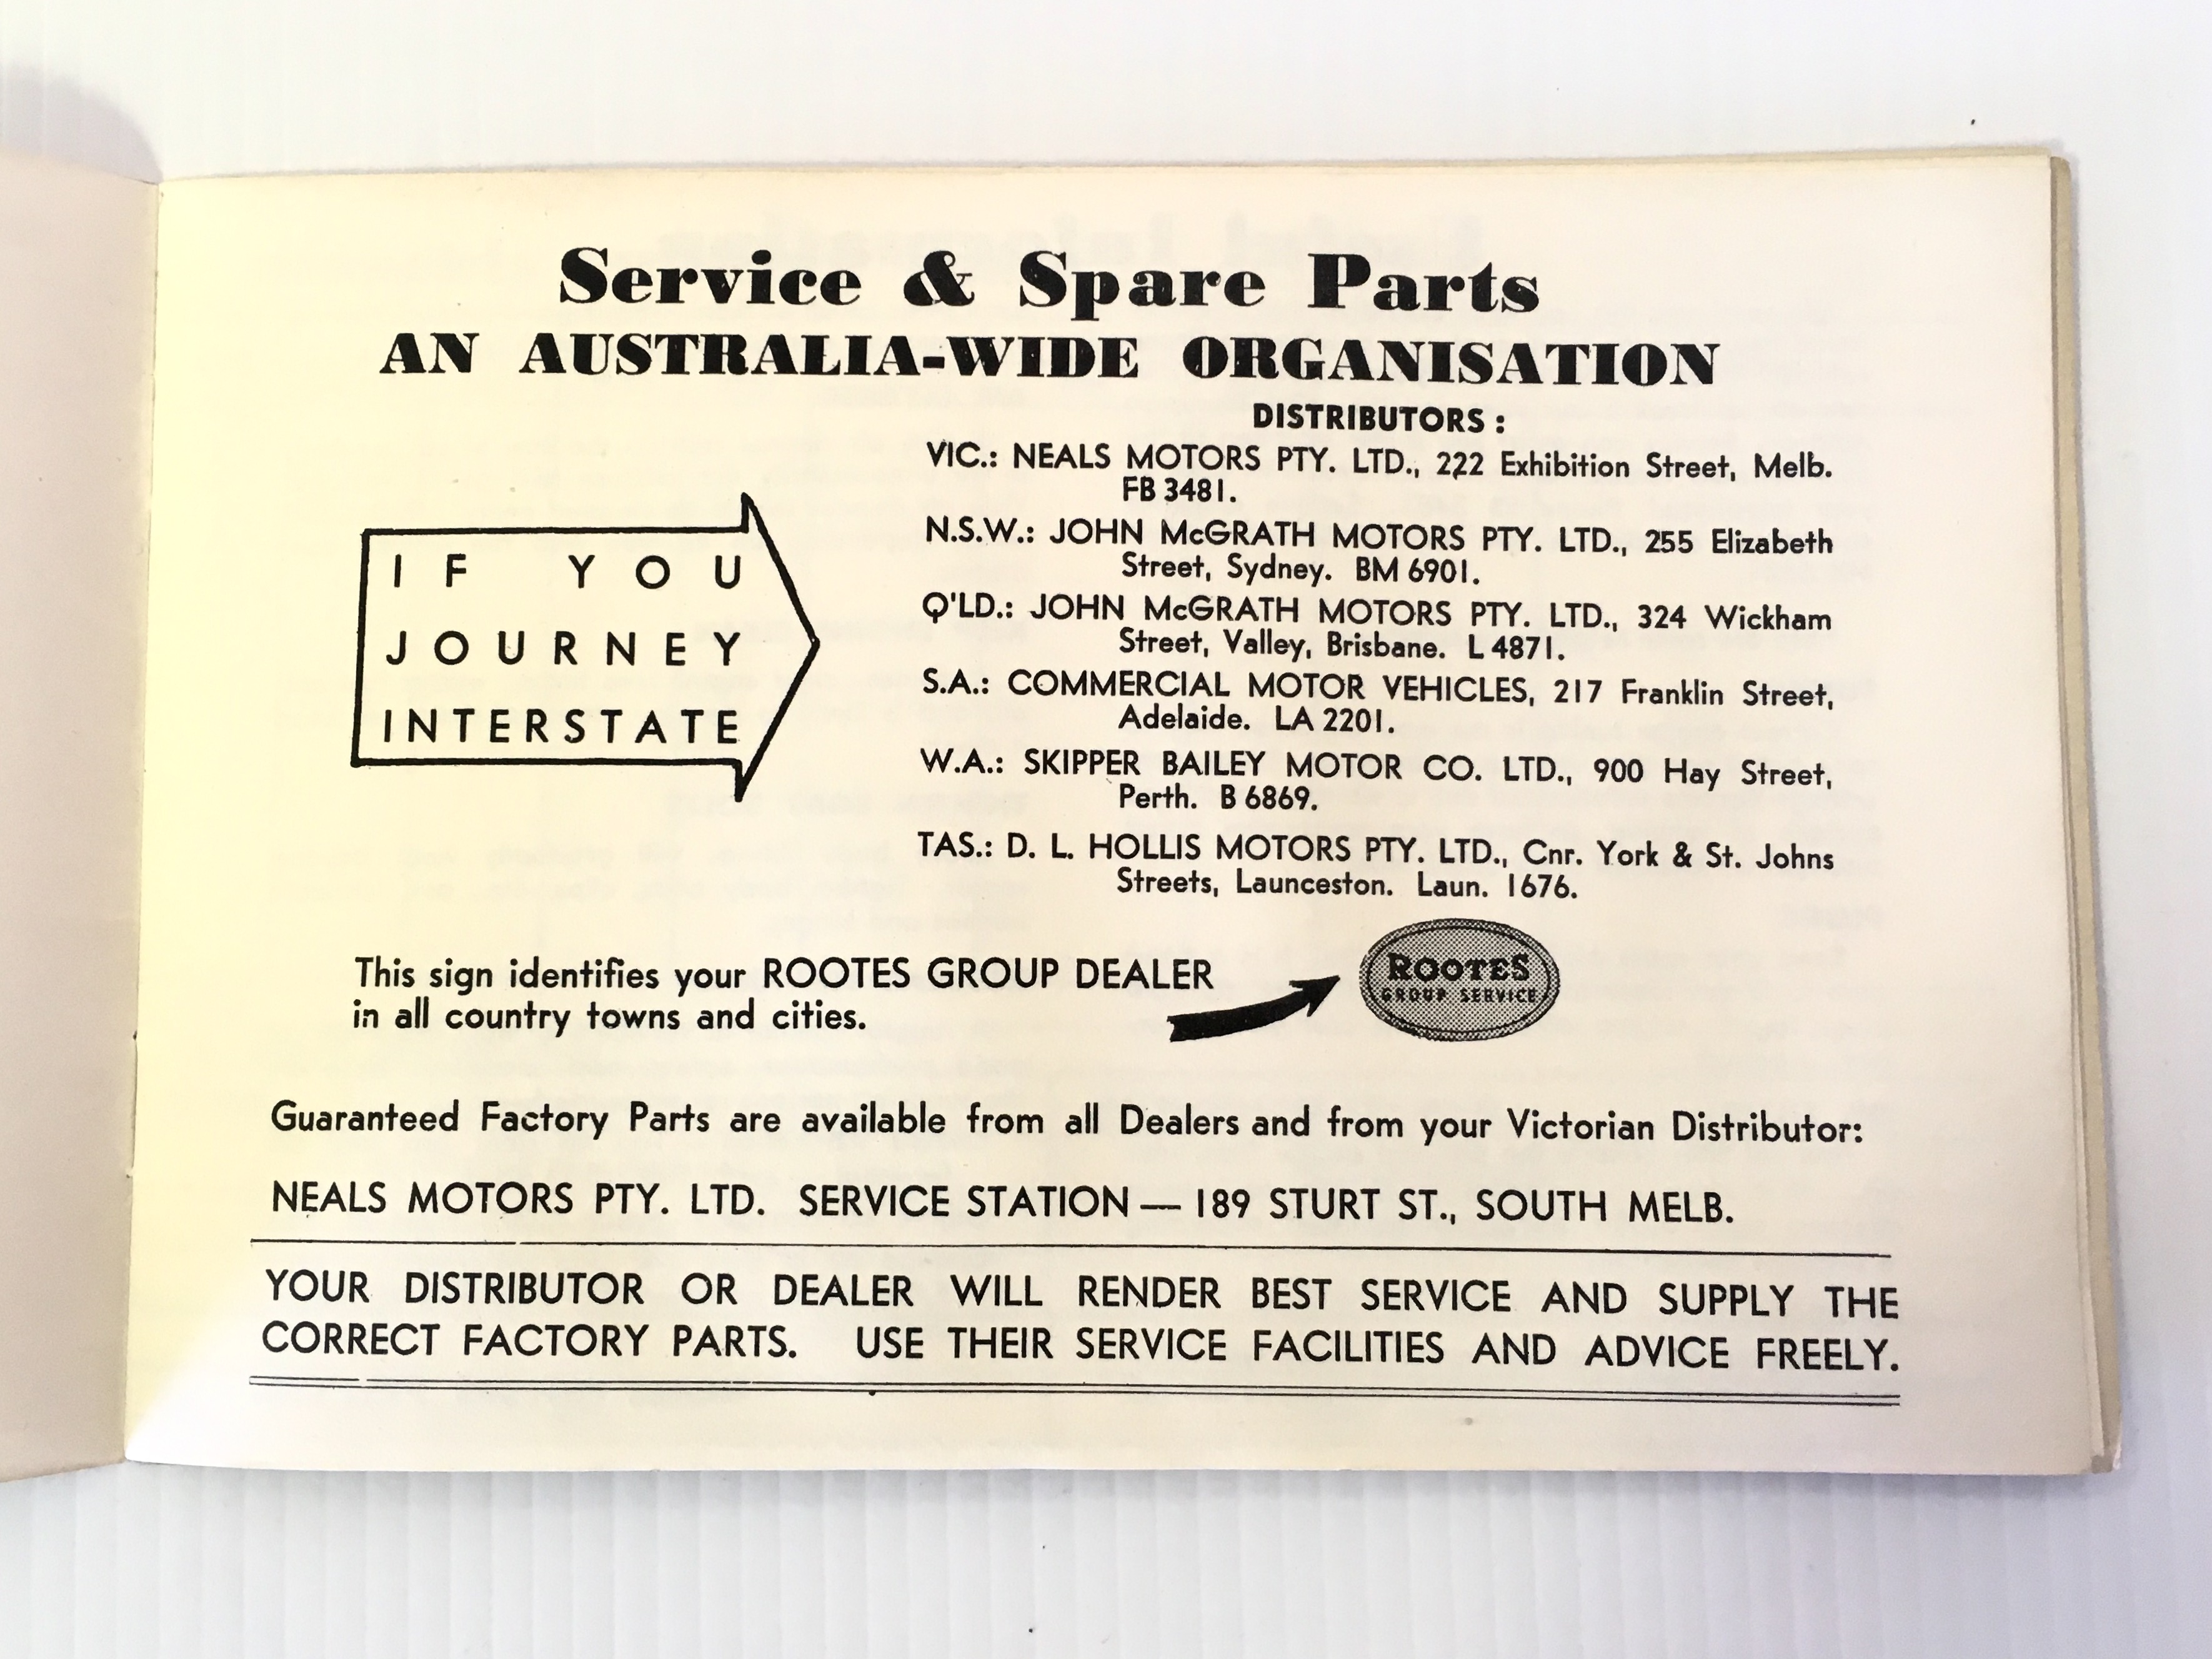 Service & Spare Parts
AN AUSTRALIA-WIDE ORGANISATION
DISTRIBUTORS :
VIC.: NEALS MOTORS PTY. LTD., 222 Exhibition Street, Melb.
FB 3481.
N.S.W.: JOHN McGRATH MOTORS PTY. LTD., 255 Elizabeth
Street, Sydney. BM 6901.
Q'LD.: JOHN McGRATH MOTORS PTY. LTD., 324 Wickham
Street, Valley, Brisbane. L 4871.
S.A.: COMMERCIAL MOTOR VEHICLES, 217 Franklin Street,
Adelaide. LA 2201.
W.A.: SKIPPER BAILEY MOTOR CO. LTD., 900 Hay Street,
Perth. B 6869.
TAS.: D. L. HOLLIS MOTORS PTY. LTD., Cnr. York & St. Johns
Streets, Launceston. Laun. 1676.
IF YOU
JOURNEY
INTERSTATE
This sign identifies your ROOTES GROUP DEALER
in all country towns and cities.
ROOTES
GROUP SERVICE
Guaranteed Factory Parts are available from all Dealers and from your Victorian Distributor:
NEALS MOTORS PTY. LTD. SERVICE STATION — 189 STURT ST., SOUTH MELB.
YOUR DISTRIBUTOR OR DEALER WILL RENDER BEST SERVICE AND SUPPLY THE
CORRECT FACTORY PARTS. USE THEIR SERVICE FACILITIES AND ADVICE FREELY.